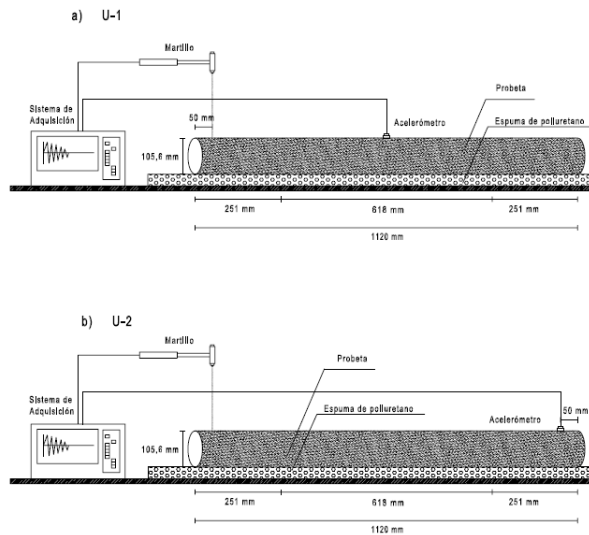 a) U-1
Martillo
Sistema de
Adquisición
50 mm
Acelerómetro
Probeta
Espuma de poliuretano
105,6 mm
251 mm
618 mm
251 mm
1120 mm
b) U-2
Martillo
Sistema de
Adquisición
Probeta
Espuma de poliuretano
Acelerómetro
50 mm
105,6 mm
251 mm
618 mm
251 mm
1120 mm